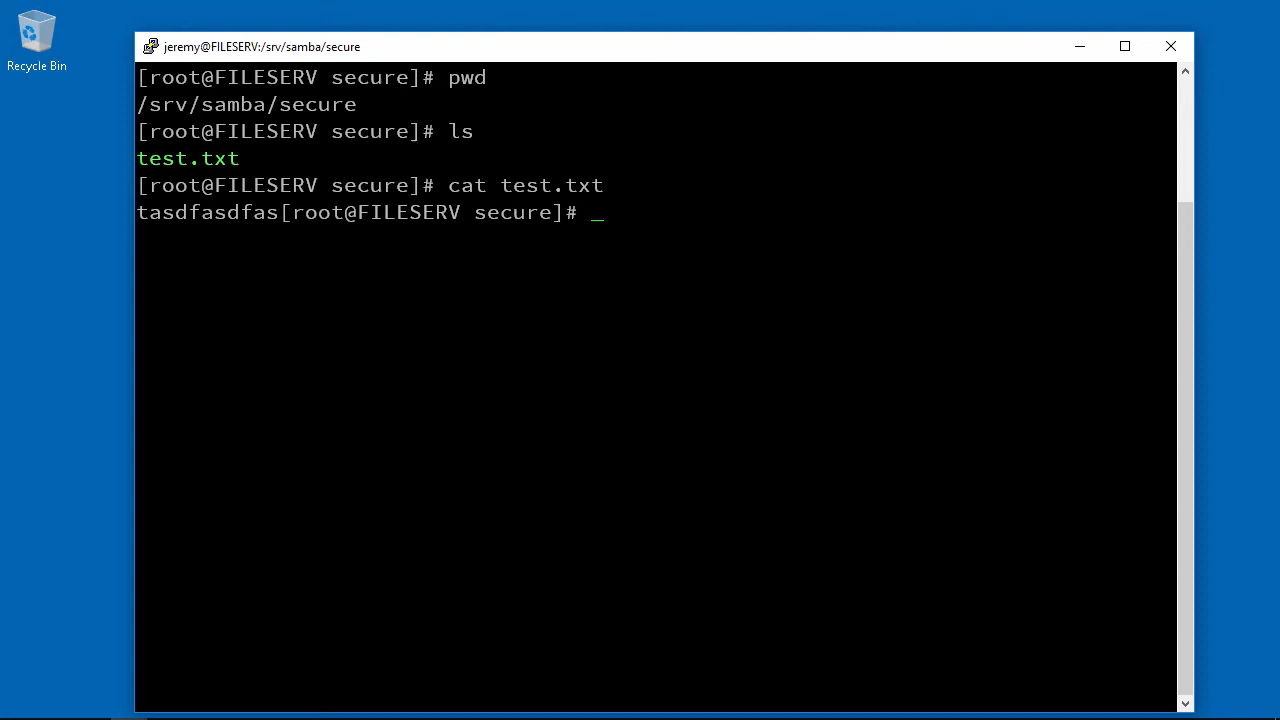 Recycle Bin
jeremy@FILESERV:/srv/samba/secure
[root@FILESERV secure]# pwd
/srv/samba/secure
[root@FILESERV secure]# ls
test.txt
[root@FILESERV secure]# cat test.txt
tasdfasdfas[root@FILESERV secure]# _